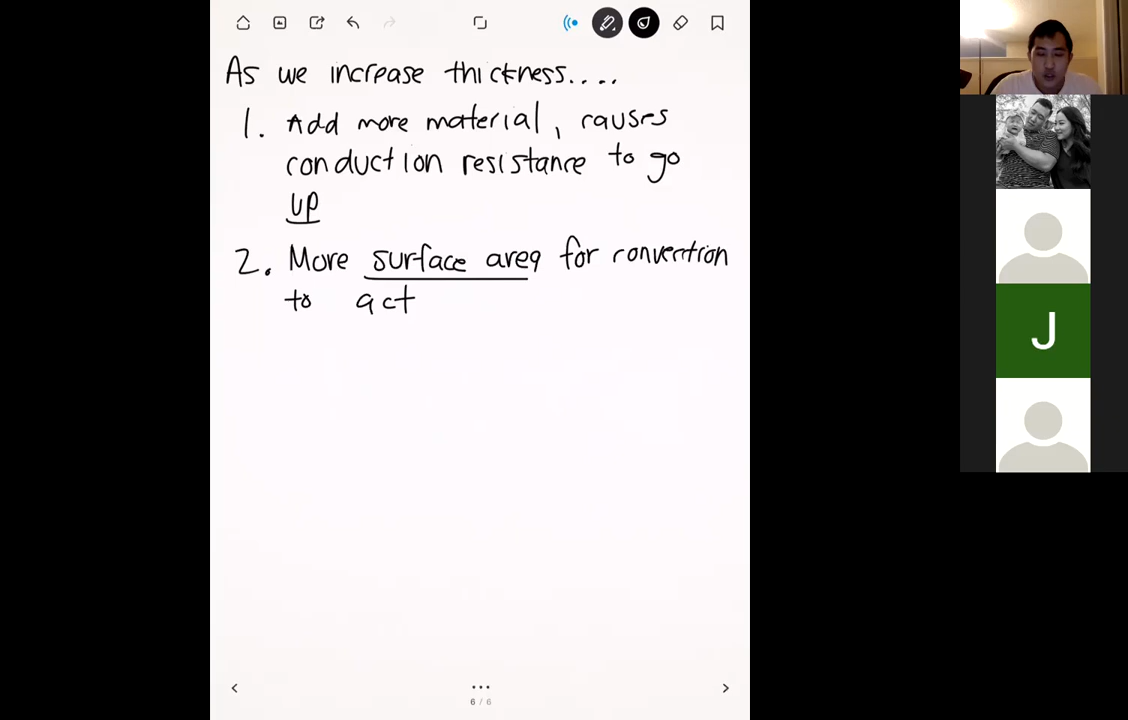 As we increase thickness....
1. Add more material, causes
conduction resistance to go
up
2. More surface area for convection
to act
J
6 / 6